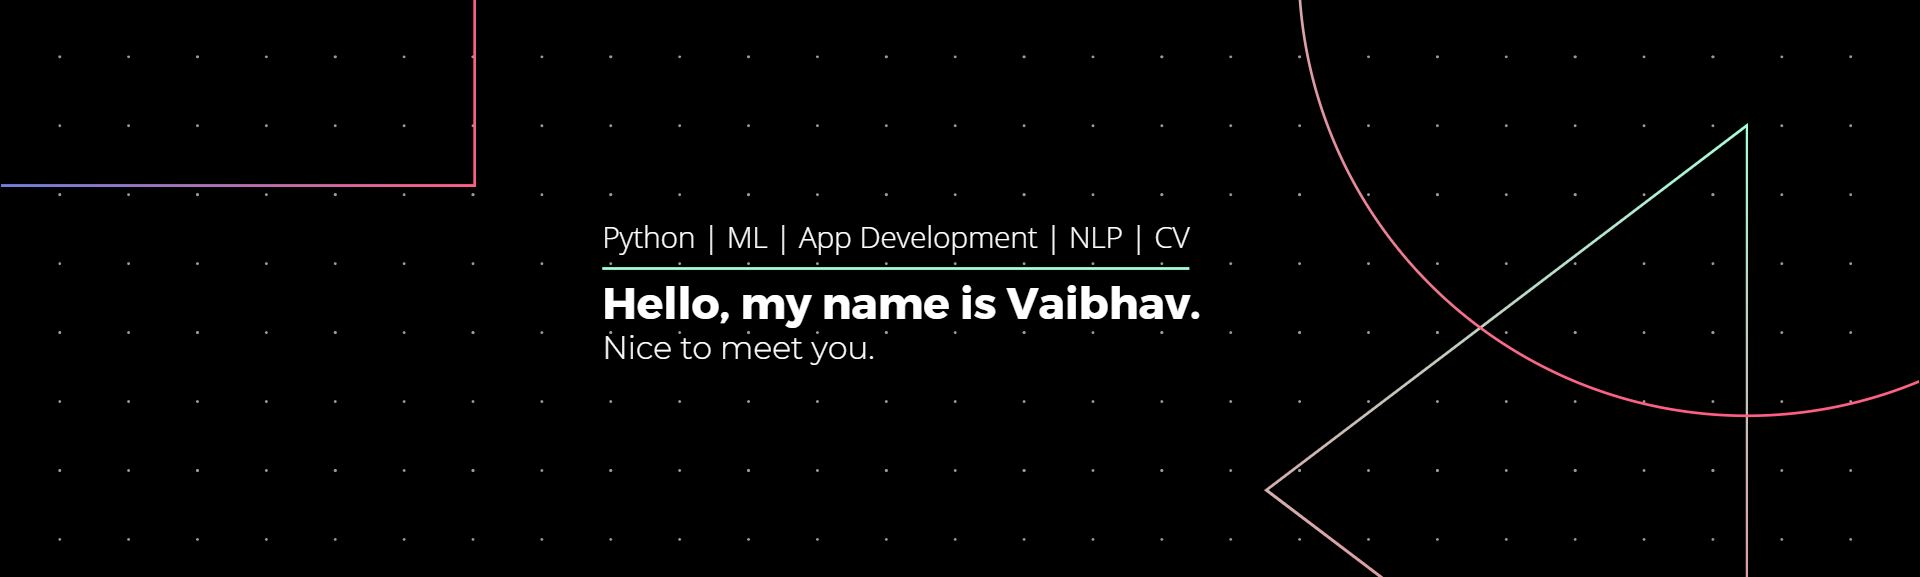 Python | ML | App Development | NLP | CV
Hello, my name is Vaibhav.
Nice to meet you.